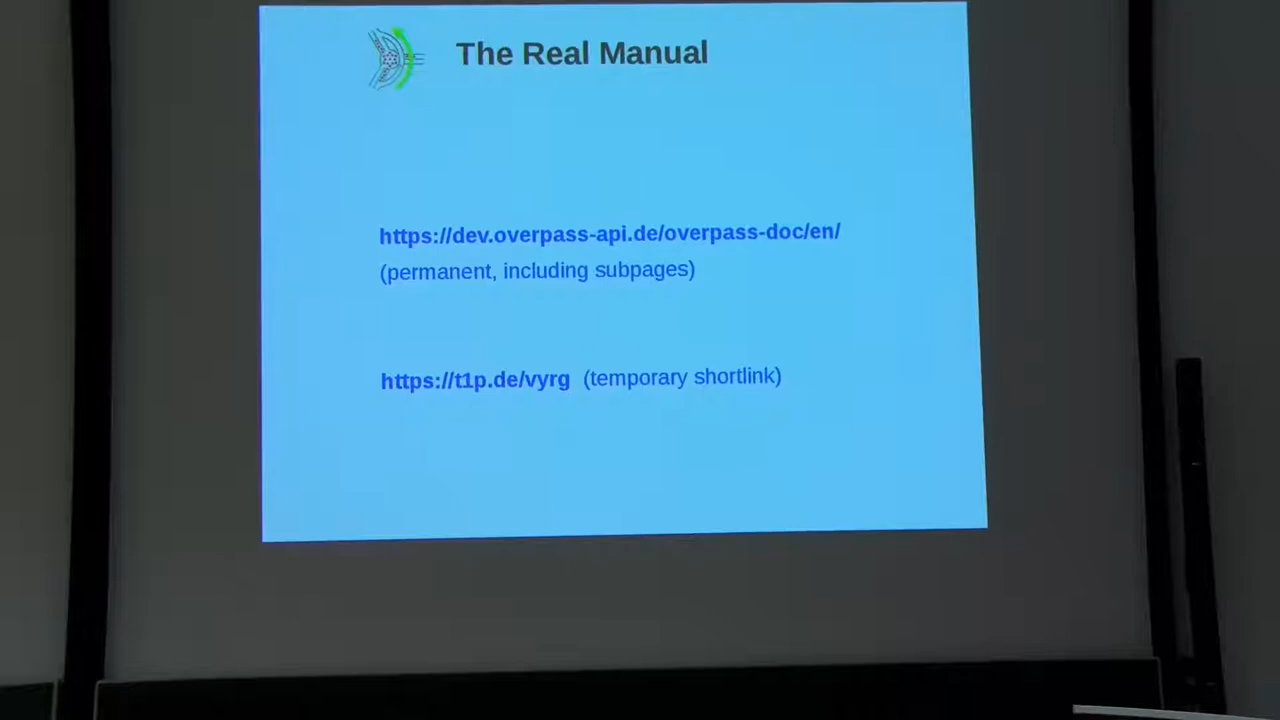 The Real Manual
https://dev.overpass-api.de/overpass-doc/en/
(permanent, including subpages)
https://t1p.de/vyrg (temporary shortlink)